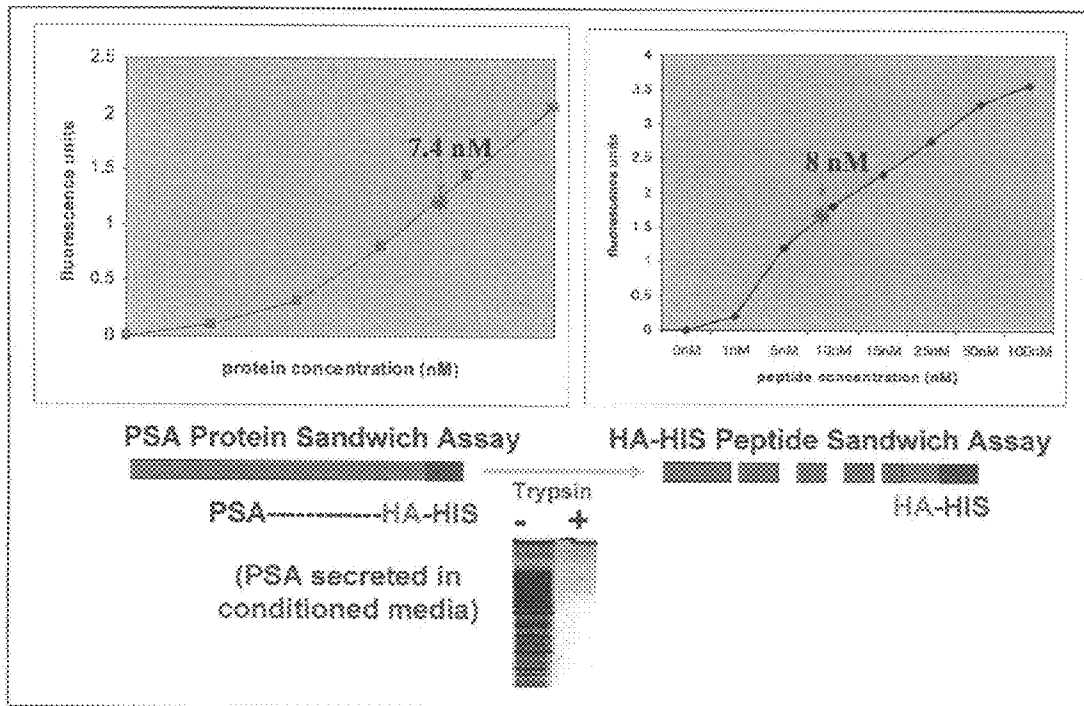 2.5
2
1.5
1
0.5
0
fluorescence units
7.4 nM
protein concentration (nM)
4
3.5
3
2.5
2
1.5
1
0.5
0
fluorescence units
8 nM
0nM 1nM 5nM 10nM 15nM 25nM 50nM 100nM
peptide concentration (nM)
PSA Protein Sandwich Assay
HA-HIS Peptide Sandwich Assay
Trypsin
- +
PSA------------HA-HIS
HA-HIS
(PSA secreted in
conditioned media)